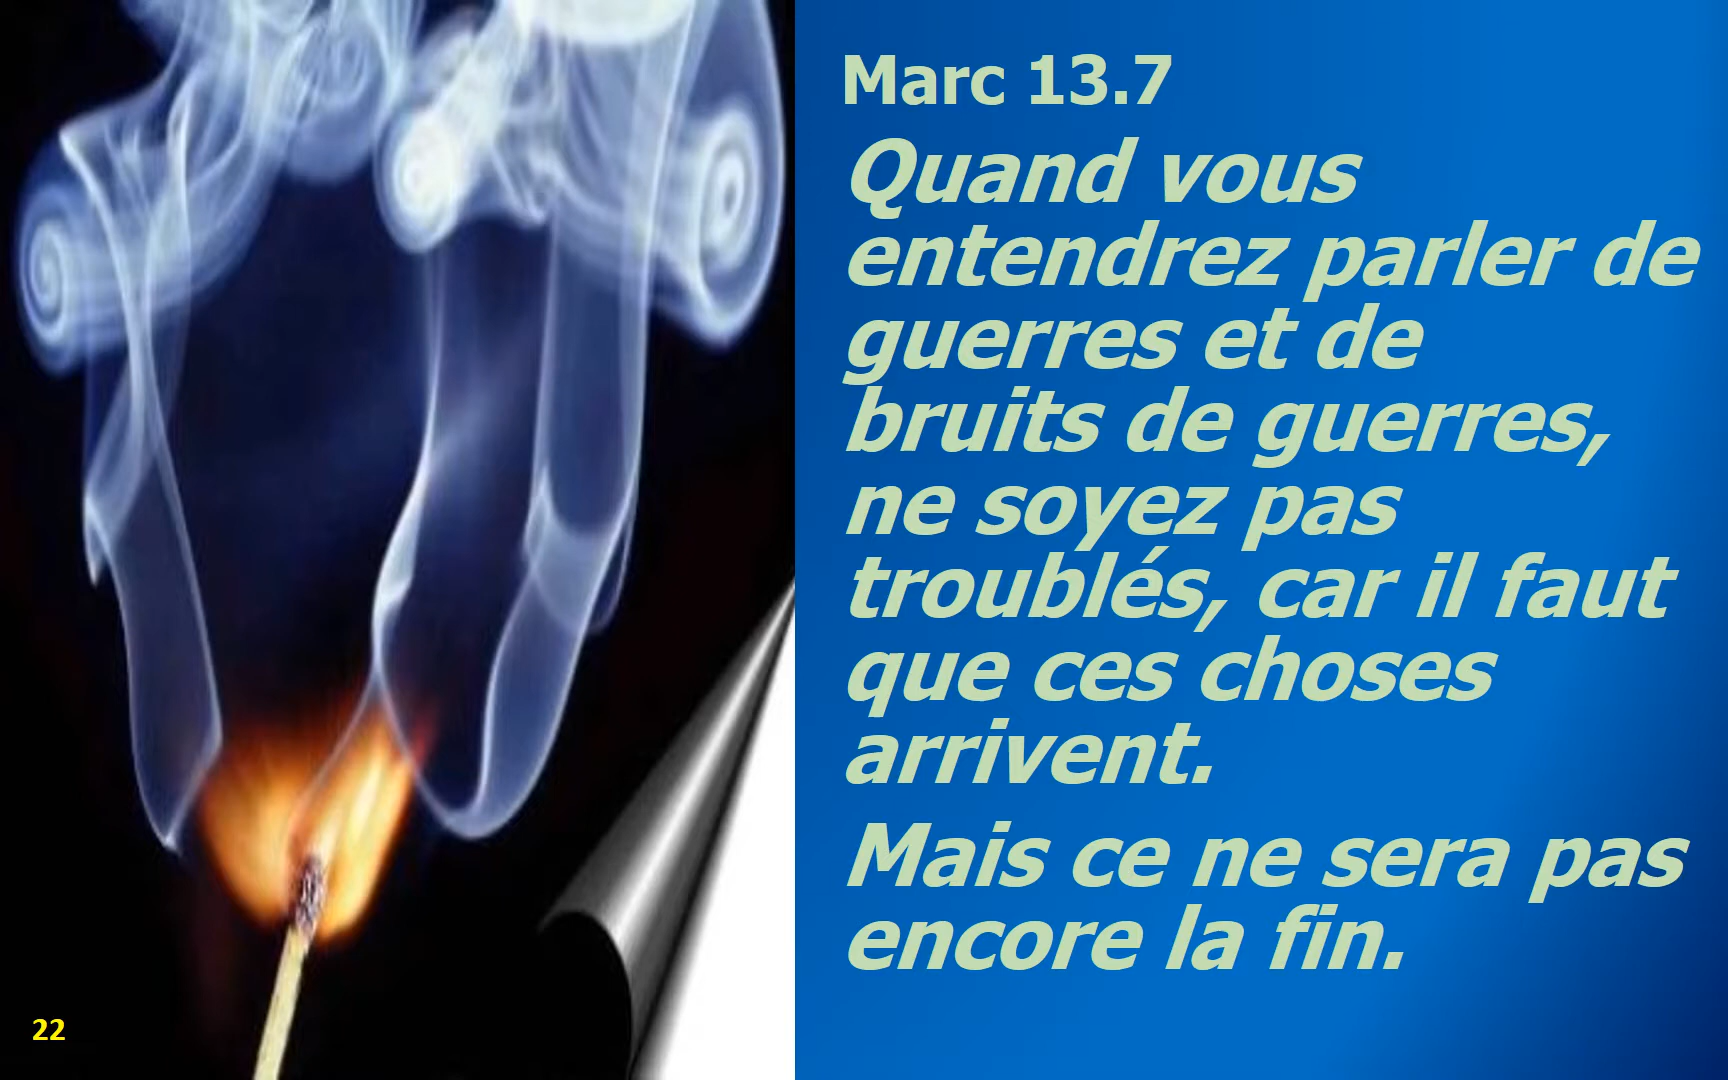 Marc 13.7
Quand vous
entendrez parler de
guerres et de
bruits de guerres,
ne soyez pas
troublés, car il faut
que ces choses
arrivent.
Mais ce ne sera pas
encore la fin.
22